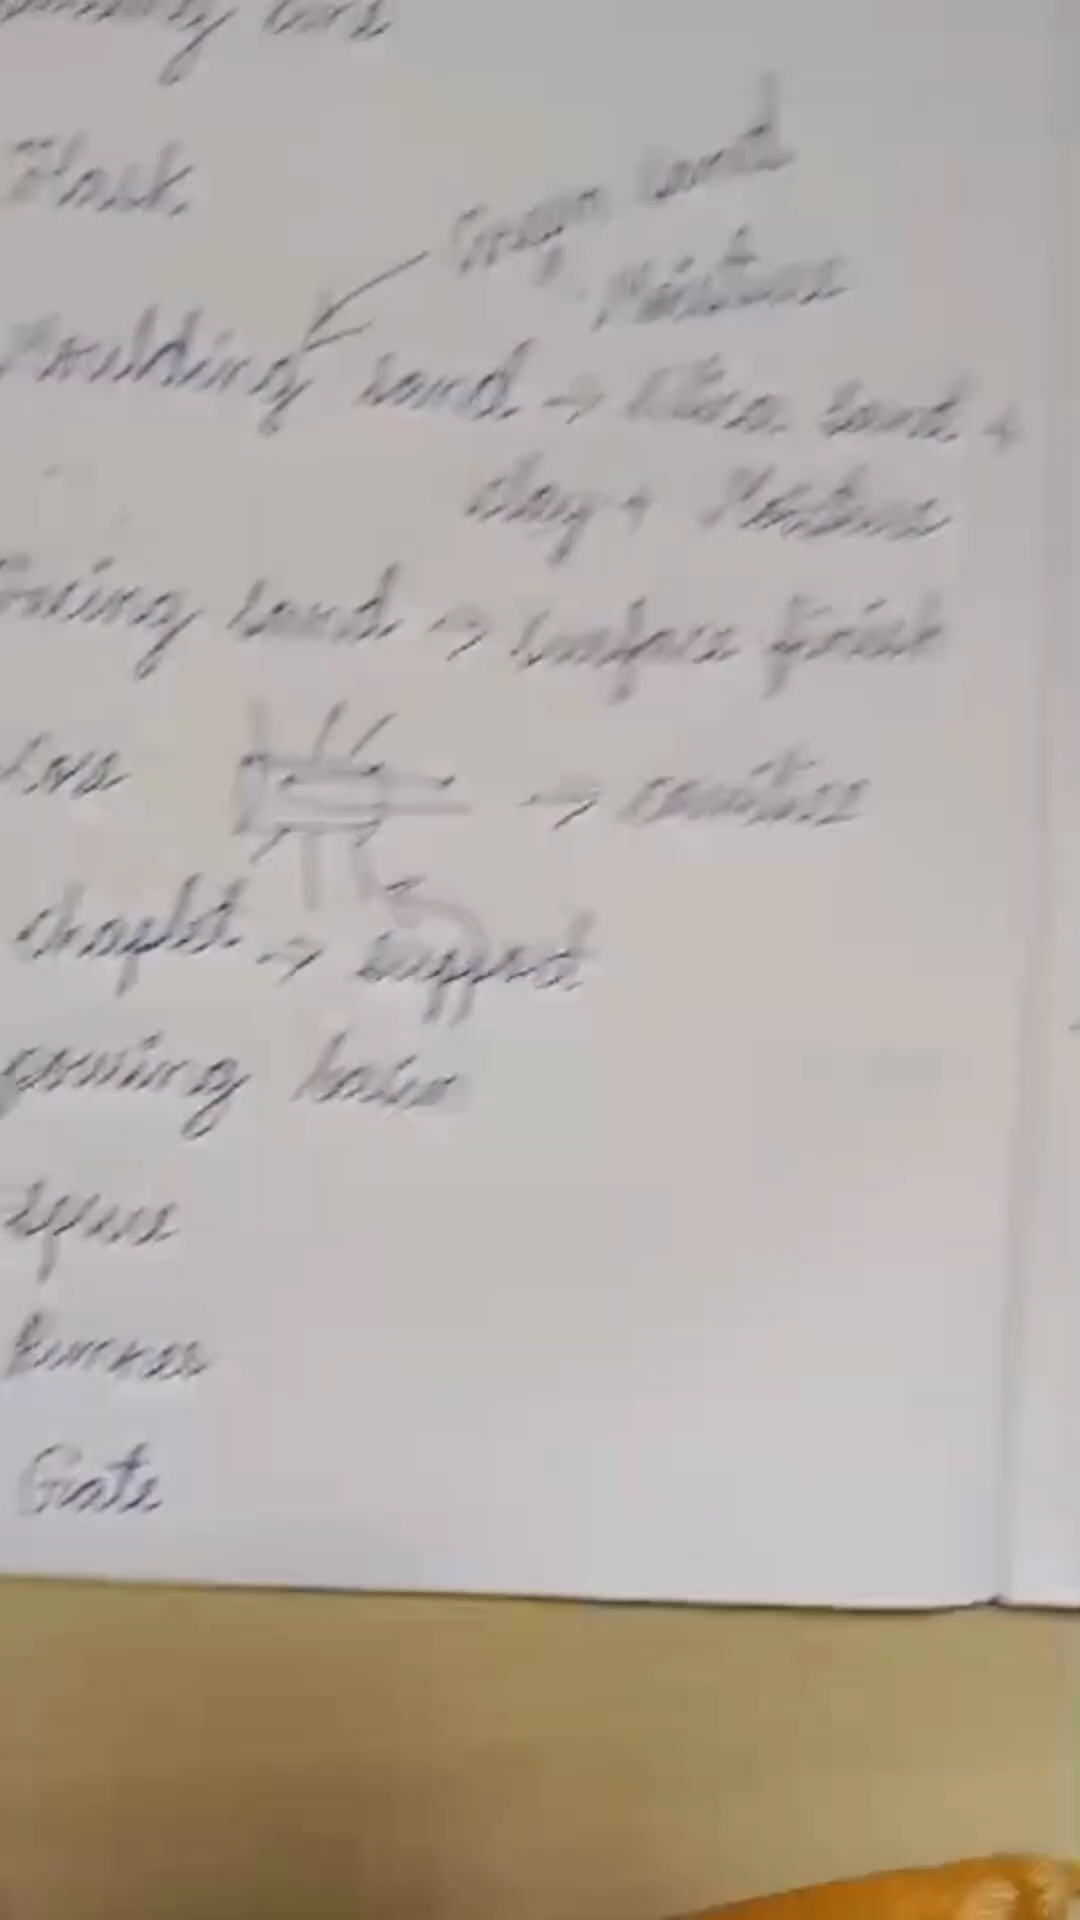 Flask
Green sand
Moisture
Moulding sand → Silica sand +
clay + Moisture
Facing sand → Surface finish
→ cavities
chaplet → support
pouring basin
sprue
Runner
Gate